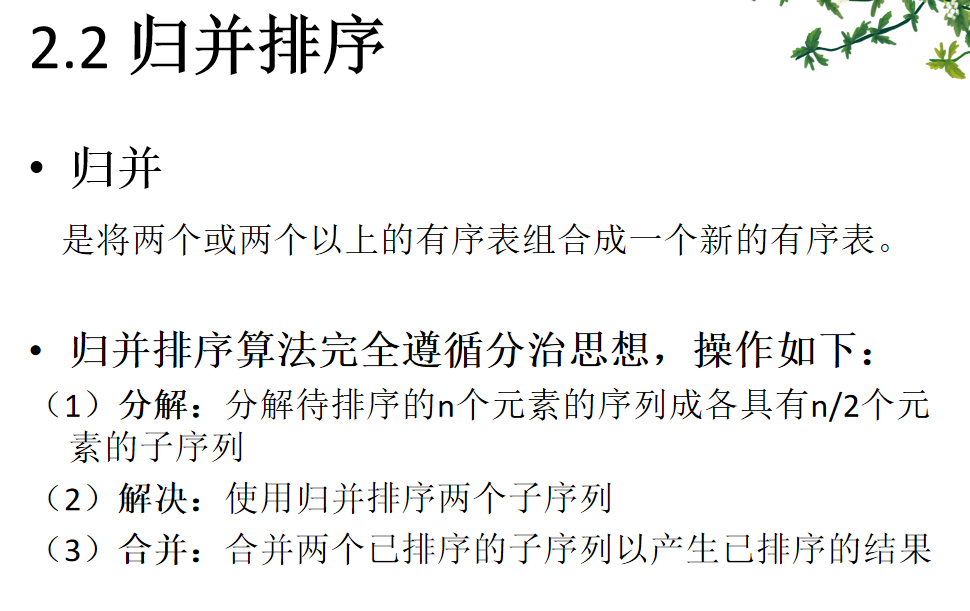 2.2 归并排序
• 归并
是将两个或两个以上的有序表组合成一个新的有序表。
• 归并排序算法完全遵循分治思想，操作如下：
（1）分解：分解待排序的n个元素的序列成各具有n/2个元
素的子序列
（2）解决：使用归并排序两个子序列
（3）合并：合并两个已排序的子序列以产生已排序的结果